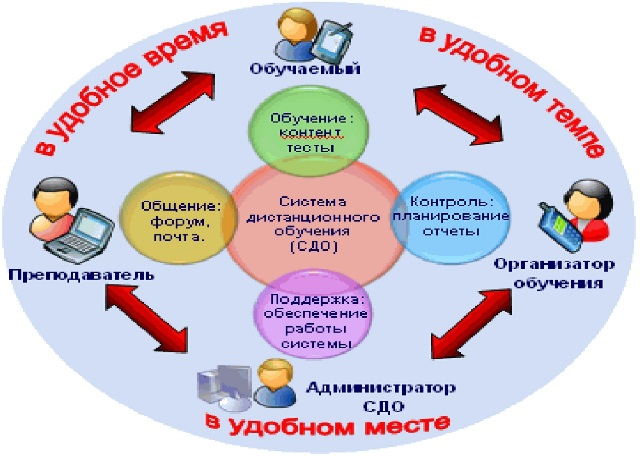 в удобное время
в удобном темпе
Обучаемый
Обучение:
контент
тесты
Общение:
форум,
почта.
Система
дистанционного
обучения
(СДО)
Контроль:
планирование
отчеты
Преподаватель
Организатор
обучения
Поддержка:
обеспечение
работы
системы
Администратор
СДО
в удобном месте